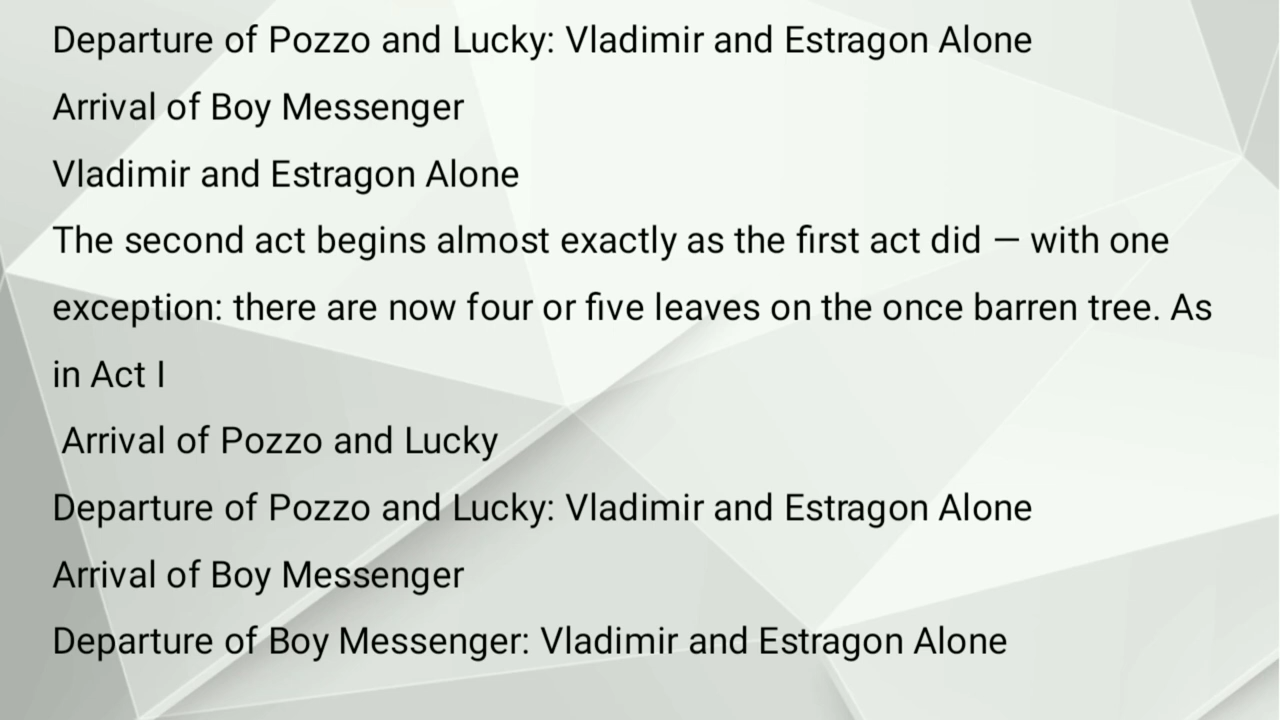 Departure of Pozzo and Lucky: Vladimir and Estragon Alone
Arrival of Boy Messenger
Vladimir and Estragon Alone
The second act begins almost exactly as the first act did — with one
exception: there are now four or five leaves on the once barren tree. As
in Act I
Arrival of Pozzo and Lucky
Departure of Pozzo and Lucky: Vladimir and Estragon Alone
Arrival of Boy Messenger
Departure of Boy Messenger: Vladimir and Estragon Alone